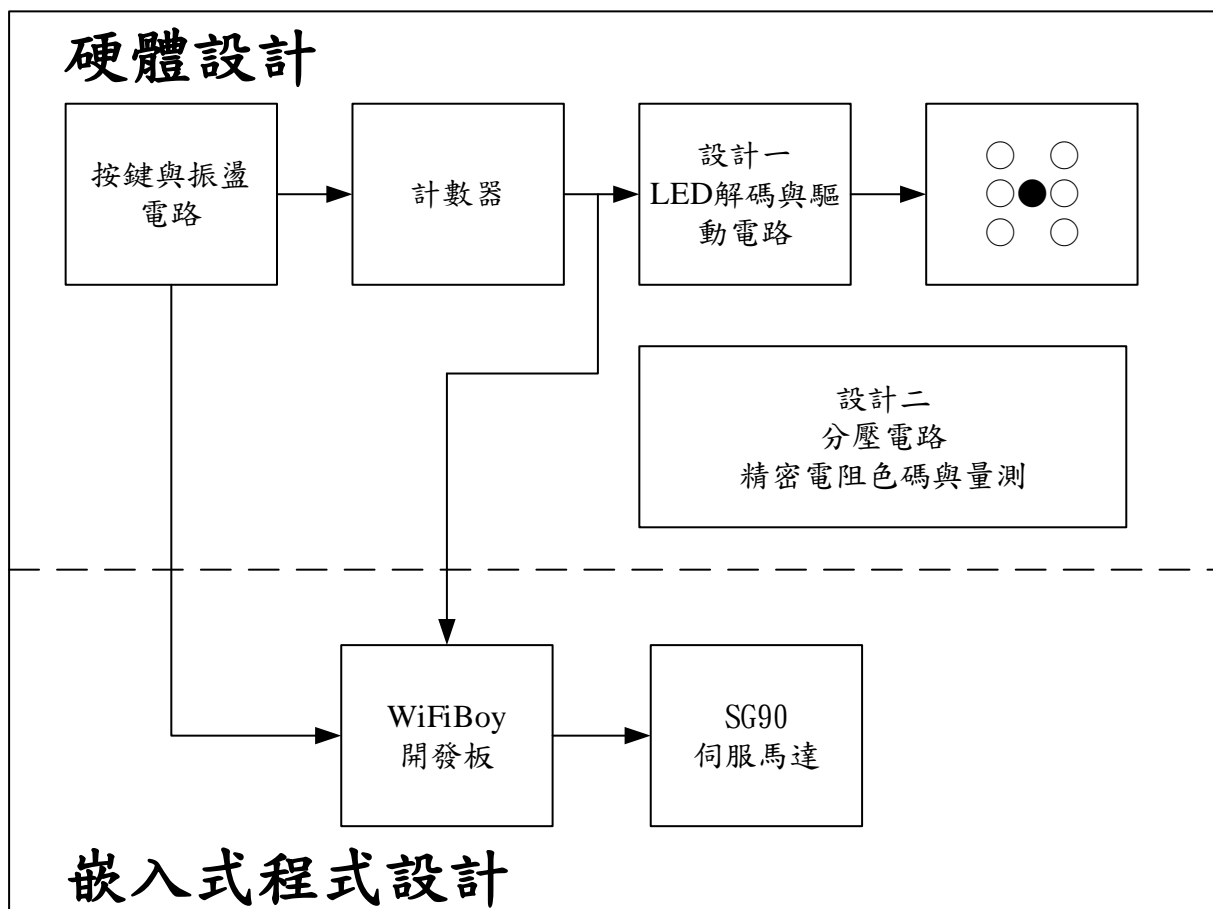 硬體設計
按鍵與振盪
電路
計數器
設計一
LED解碼與驅
動電路
設計二
分壓電路
精密電阻色碼與量測
WiFiBoy
開發板
SG90
伺服馬達
嵌入式程式設計